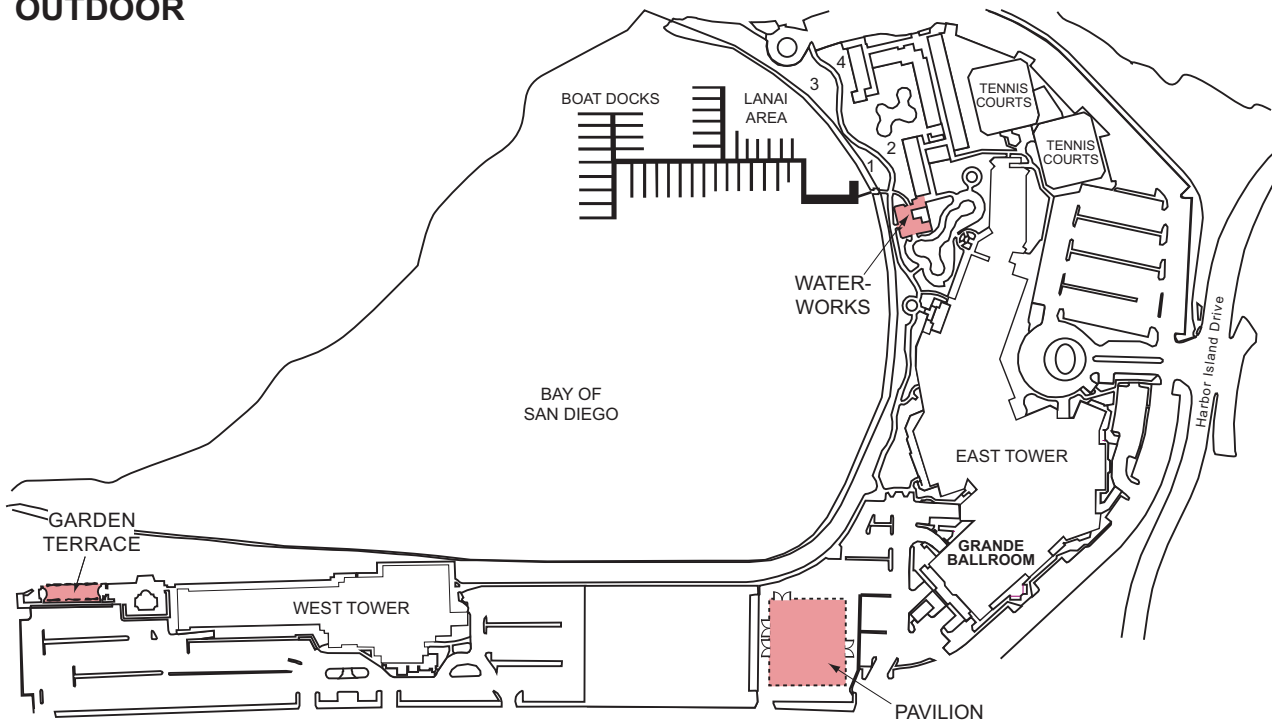 OUTDOOR
4
3
BOAT DOCKS
LANAI
AREA
TENNIS
COURTS
2
TENNIS
COURTS
1
WATER-
WORKS
Harbor Island Drive
BAY OF
SAN DIEGO
EAST TOWER
GARDEN
TERRACE
GRANDE
BALLROOM
WEST TOWER
PAVILION